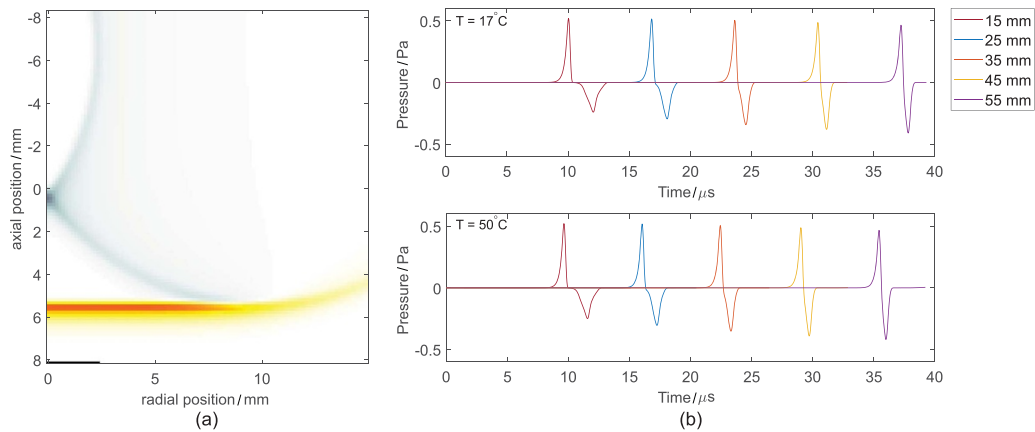 -8
-6
-4
-2
0
2
4
6
8
axial position/mm
0
5
10
radial position/mm
(a)
T = 17°C
0.5
0
-0.5
Pressure/Pa
0
5
10
15
20
25
30
35
40
Time/μs
15 mm
25 mm
35 mm
45 mm
55 mm
T = 50°C
0.5
0
-0.5
Pressure/Pa
0
5
10
15
20
25
30
35
40
Time/μs
(b)